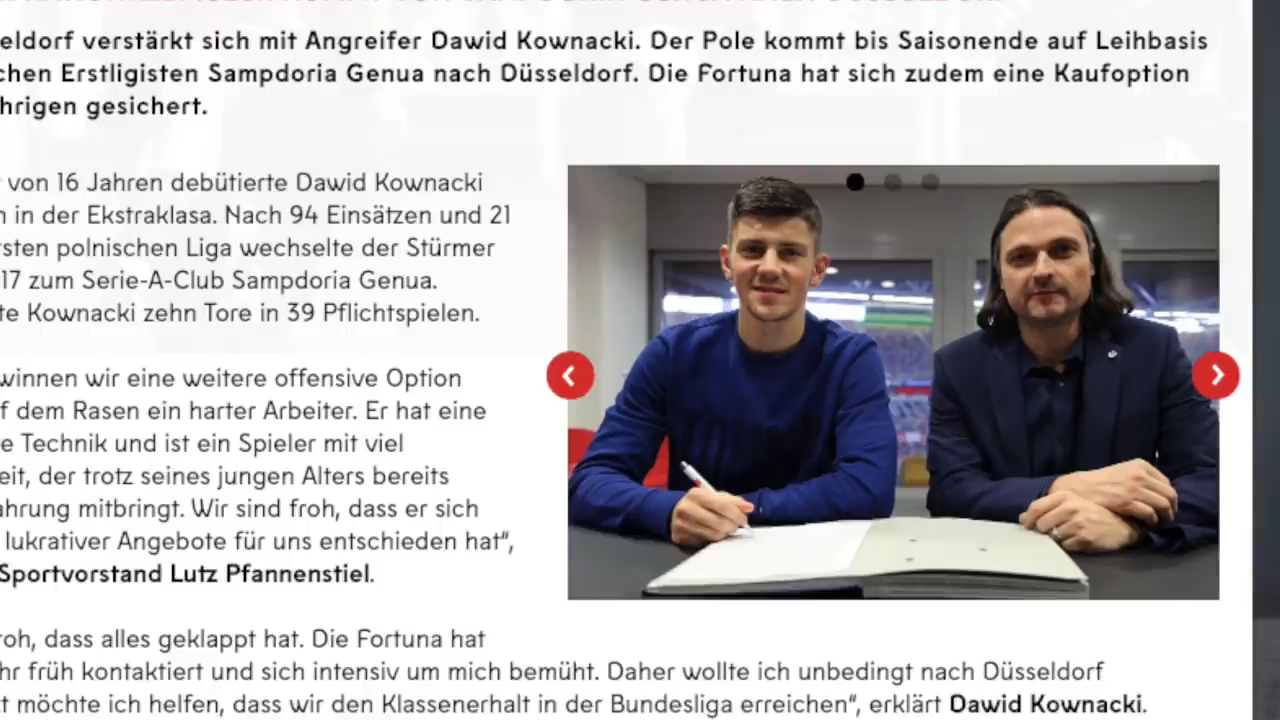 eldorf verstärkt sich mit Angreifer Dawid Kownacki. Der Pole kommt bis Saisonende auf Leihbasis
chen Erstligisten Sampdoria Genua nach Düsseldorf. Die Fortuna hat sich zudem eine Kaufoption
hrigen gesichert.
von 16 Jahren debütierte Dawid Kownacki
n in der Ekstraklasa. Nach 94 Einsätzen und 21
rsten polnischen Liga wechselte der Stürmer
17 zum Serie-A-Club Sampdoria Genua.
te Kownacki zehn Tore in 39 Pflichtspielen.
winnen wir eine weitere offensive Option
f dem Rasen ein harter Arbeiter. Er hat eine
e Technik und ist ein Spieler mit viel
eit, der trotz seines jungen Alters bereits
ahrung mitbringt. Wir sind froh, dass er sich
lukrativer Angebote für uns entschieden hat“,
Sportvorstand Lutz Pfannenstiel.
roh, dass alles geklappt hat. Die Fortuna hat
hr früh kontaktiert und sich intensiv um mich bemüht. Daher wollte ich unbedingt nach Düsseldorf
t möchte ich helfen, dass wir den Klassenerhalt in der Bundesliga erreichen“, erklärt Dawid Kownacki.